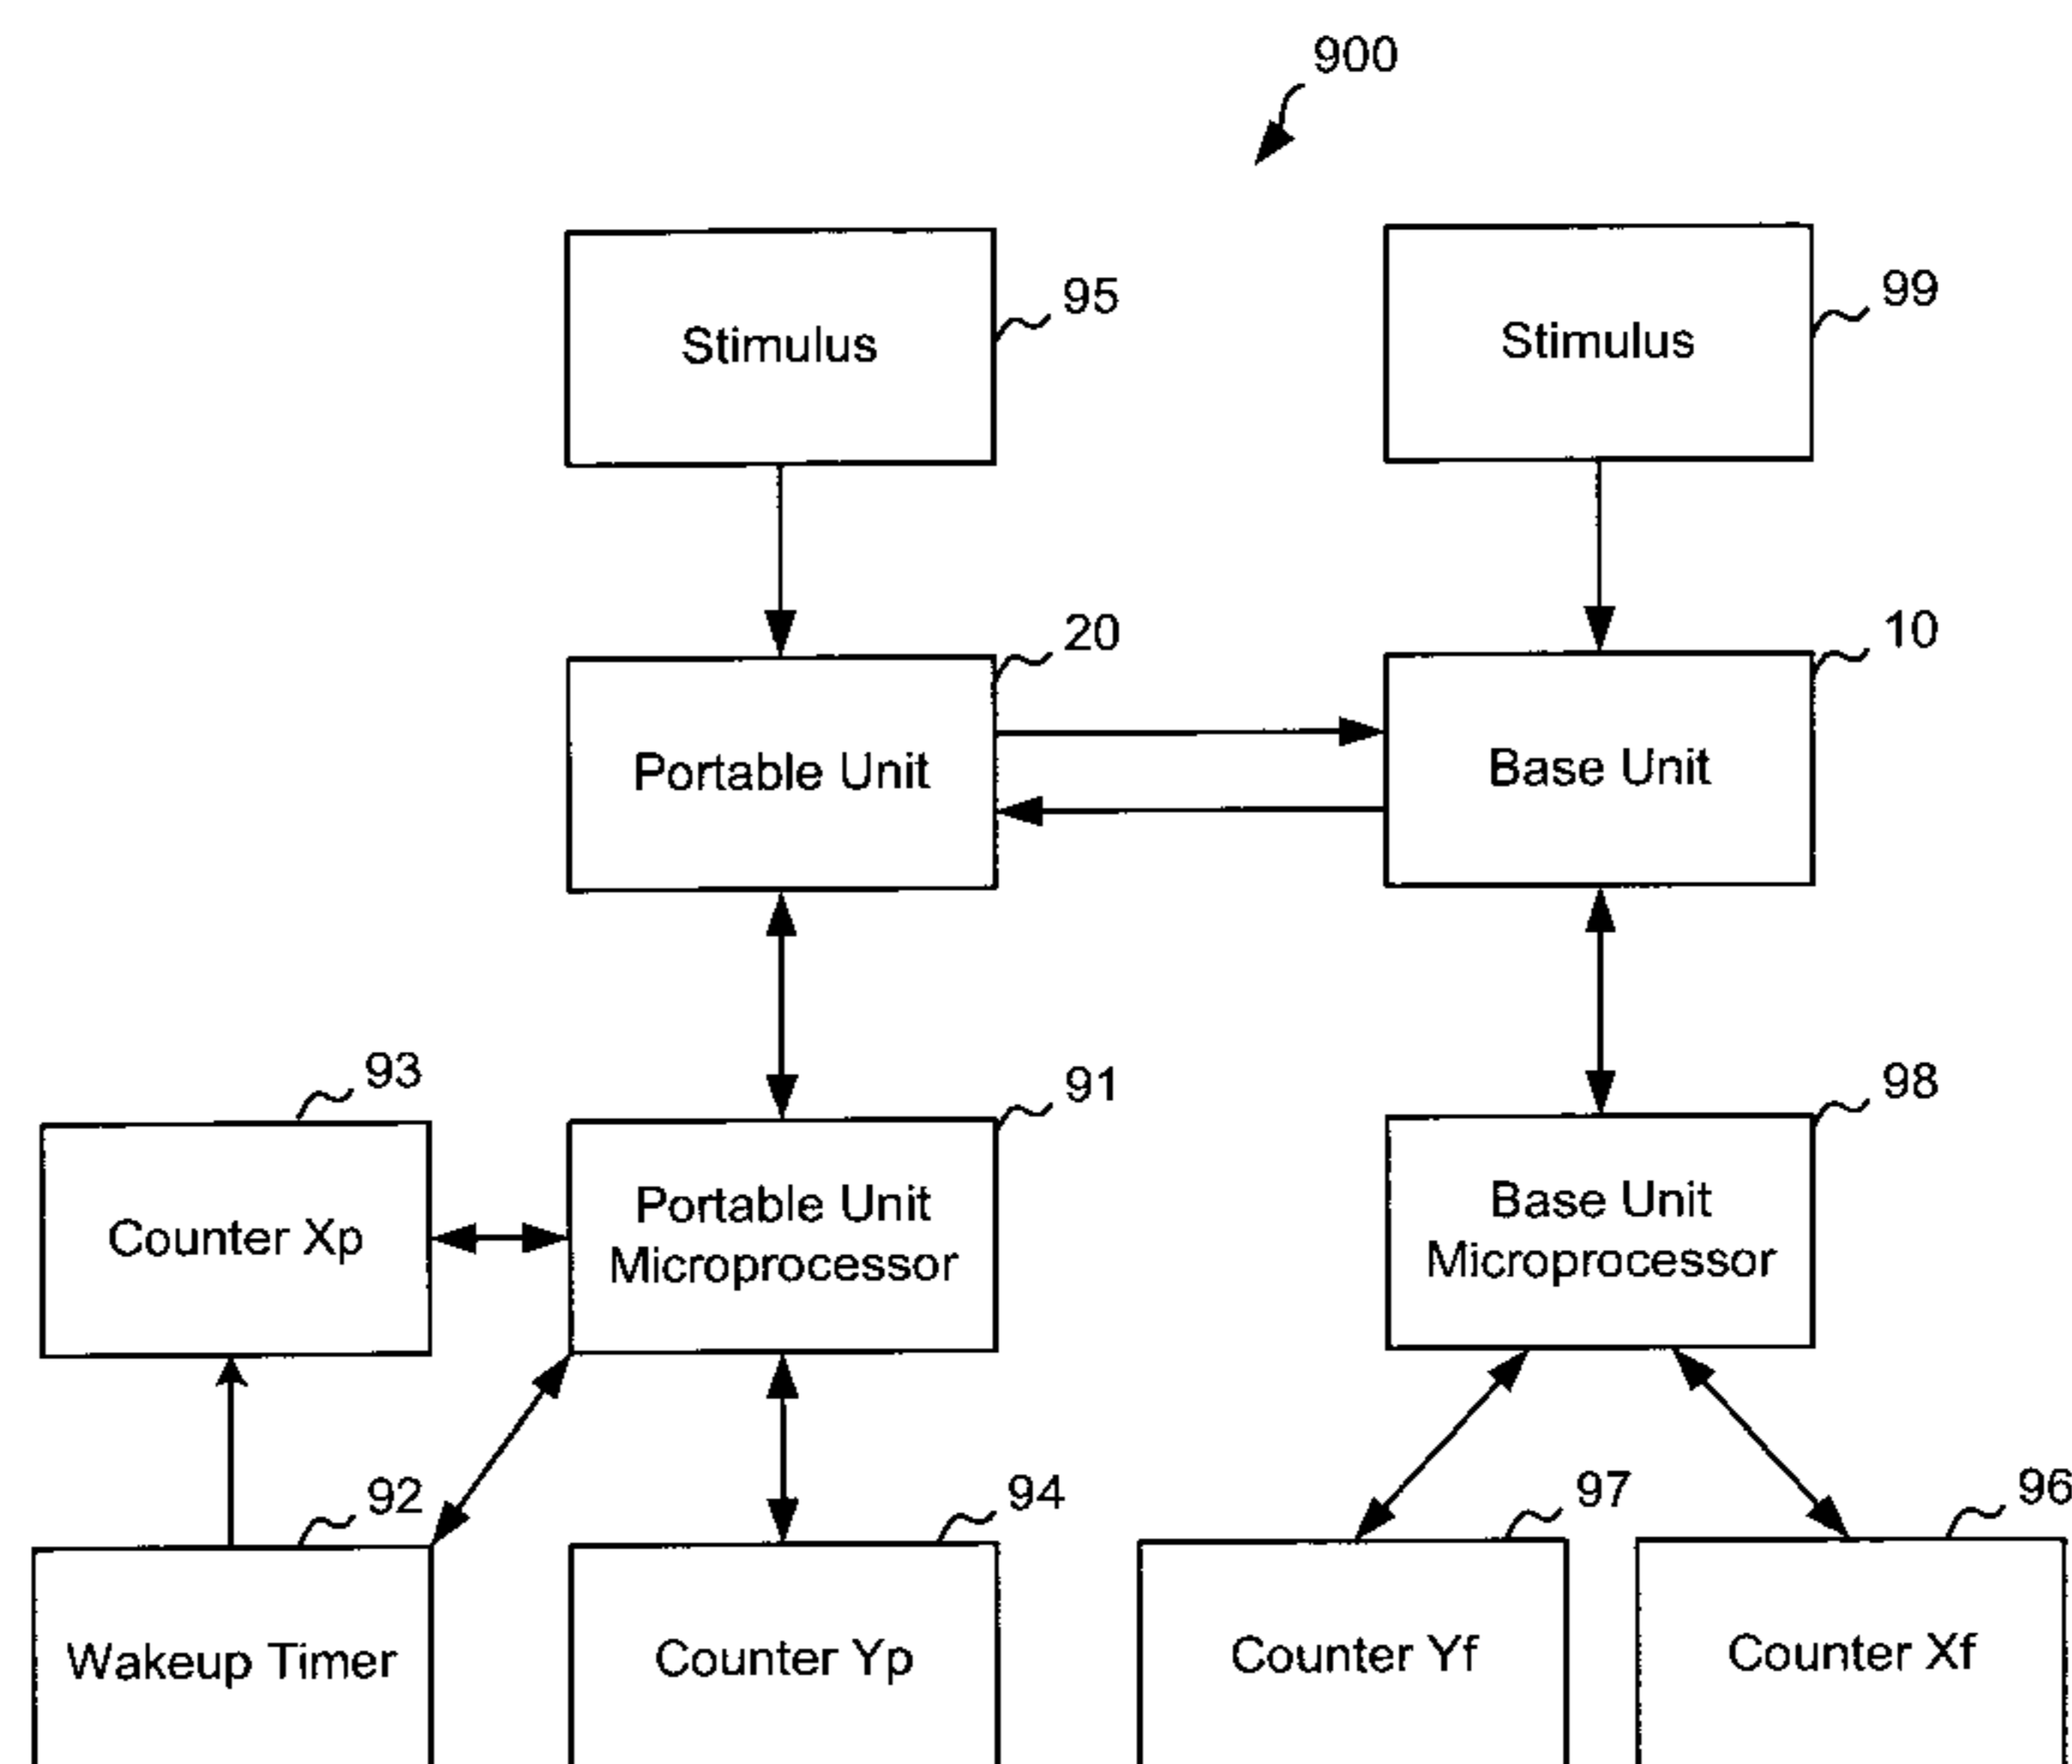 900
Stimulus
95
Stimulus
99
Portable Unit
20
Base Unit
10
Counter Xp
93
Portable Unit
Microprocessor
91
Base Unit
Microprocessor
98
Wakeup Timer
92
Counter Yp
94
Counter Yf
97
Counter Xf
96